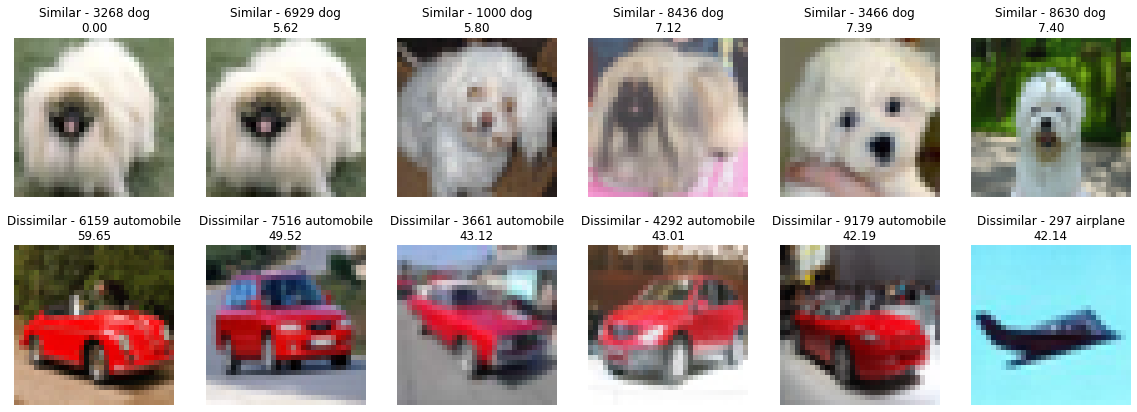 Similar - 3268 dog
0.00
Similar - 6929 dog
5.62
Similar - 1000 dog
5.80
Similar - 8436 dog
7.12
Similar - 3466 dog
7.39
Similar - 8630 dog
7.40
Dissimilar - 6159 automobile
59.65
Dissimilar - 7516 automobile
49.52
Dissimilar - 3661 automobile
43.12
Dissimilar - 4292 automobile
43.01
Dissimilar - 9179 automobile
42.19
Dissimilar - 297 airplane
42.14